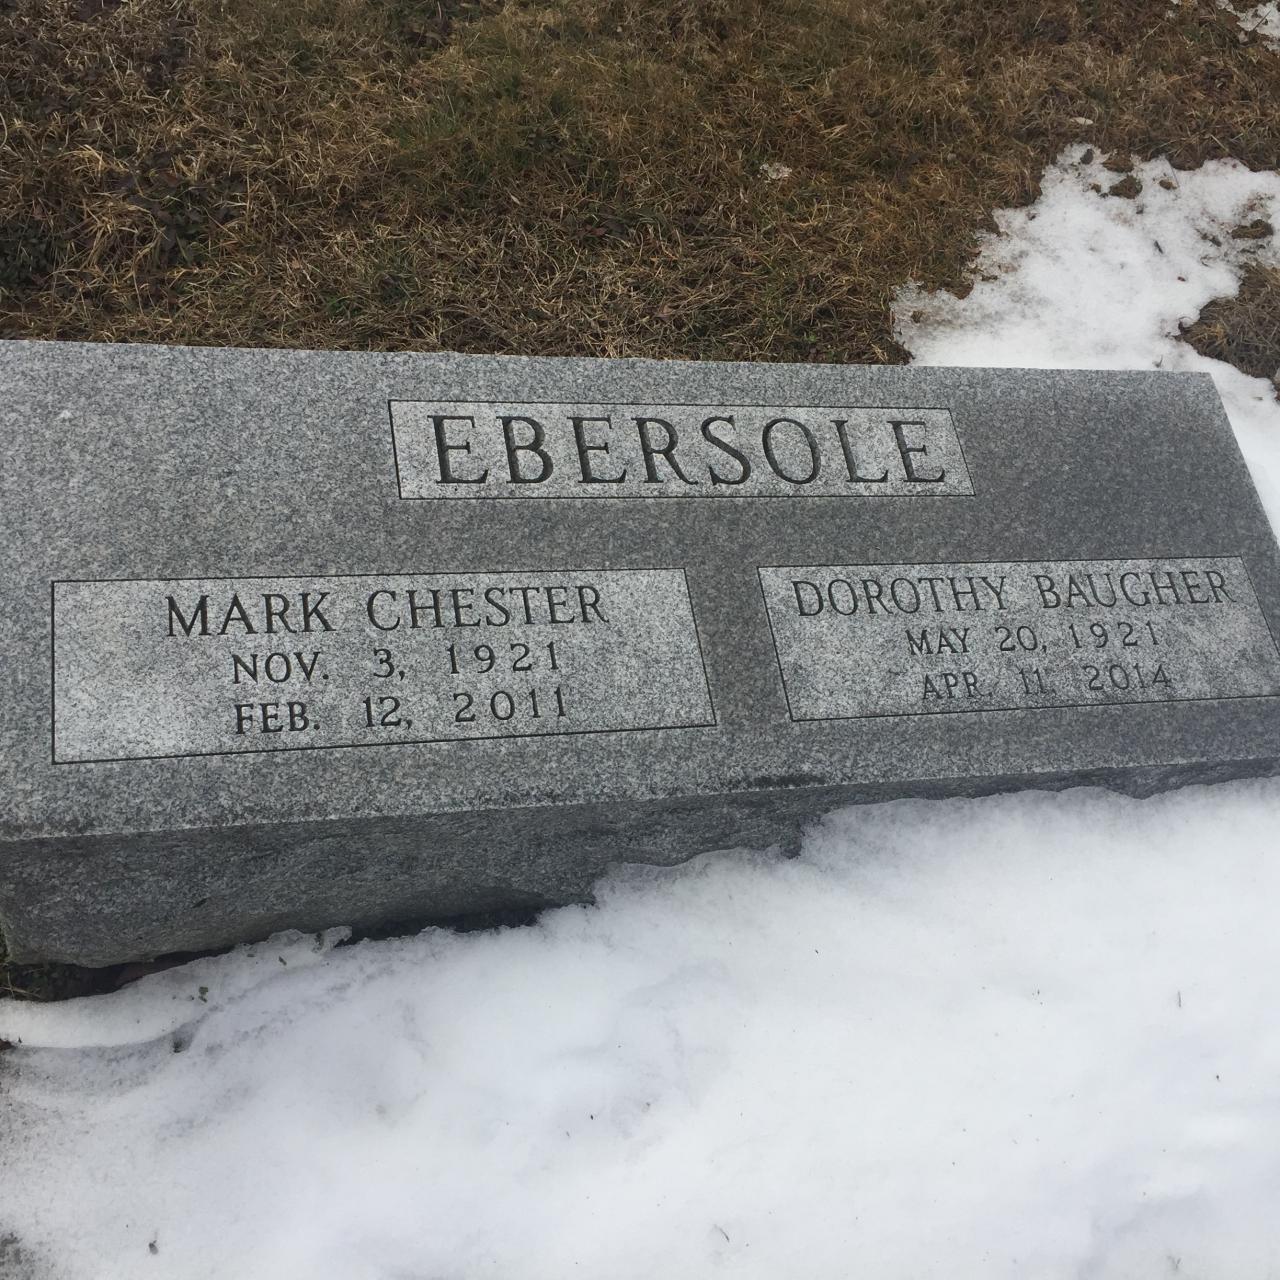 EBERSOLE
MARK CHESTER
NOV. 3, 1921
FEB. 12, 2011
DOROTHY BAUGHER
MAY 20, 1921
APR. 11, 2014